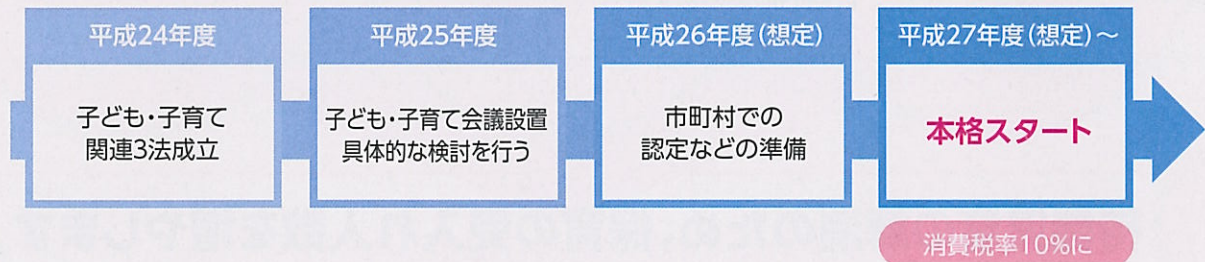 平成24年度
子ども・子育て
関連3法成立
平成25年度
子ども・子育て会議設置
具体的な検討を行う
平成26年度(想定)
市町村での
認定などの準備
平成27年度(想定)～
本格スタート
消費税率10%に